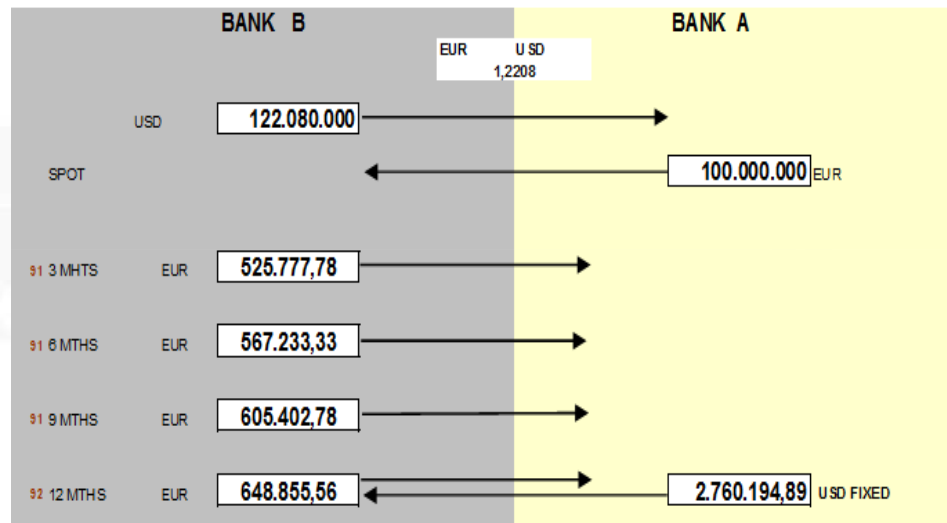 BANK B BANK A
EUR USD
1,2208
USD 122.080.000
SPOT 100.000.000 EUR
91 3 MHTS EUR 525.777,78
91 6 MTHS EUR 567.233,33
91 9 MTHS EUR 605.402,78
92 12 MTHS EUR 648.855,56 2.760.194,89 USD FIXED